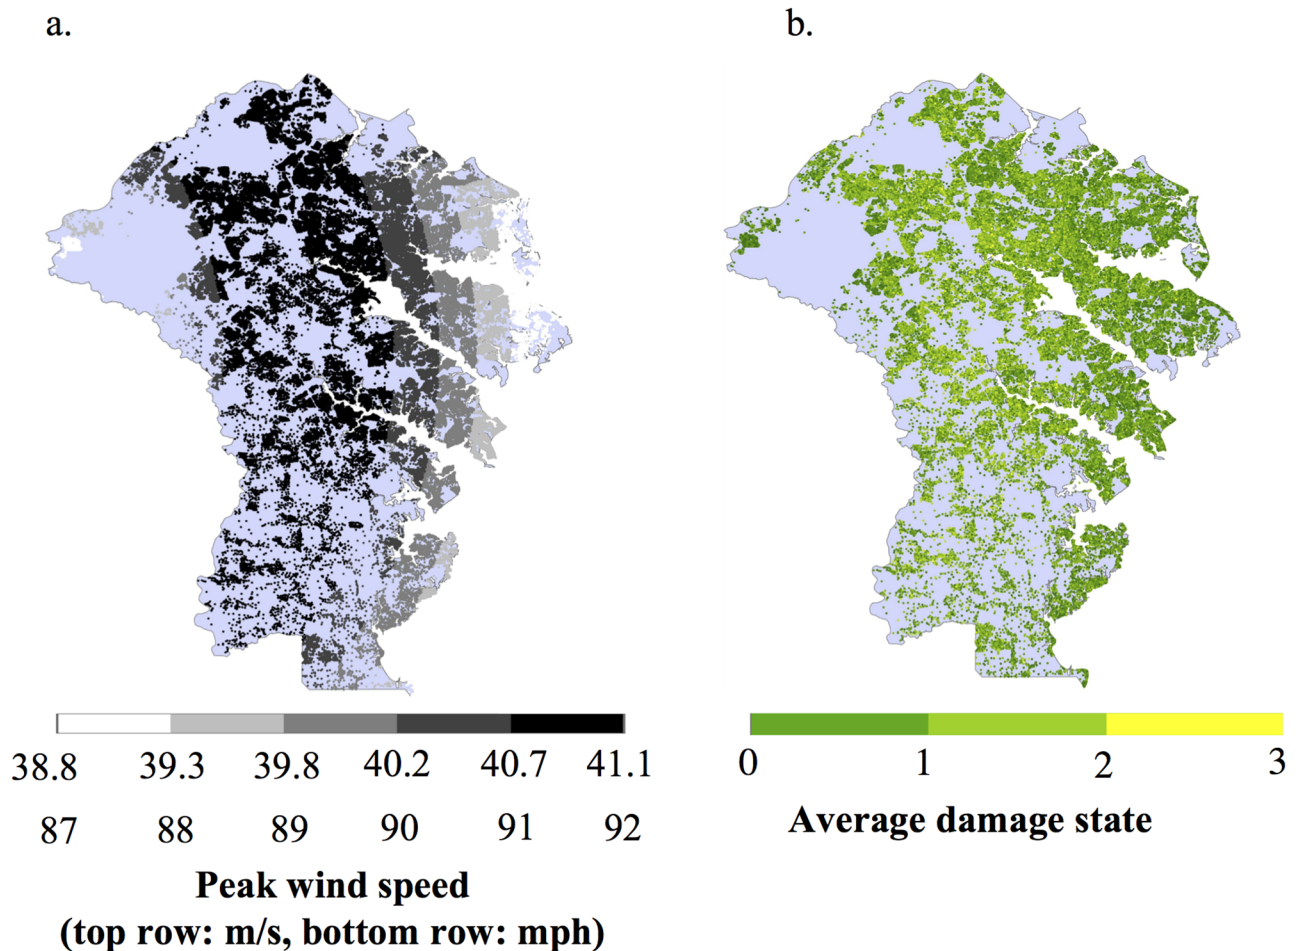 a.
b.
38.8 39.3 39.8 40.2 40.7 41.1
87 88 89 90 91 92
Peak wind speed
(top row: m/s, bottom row: mph)
0 1 2 3
Average damage state